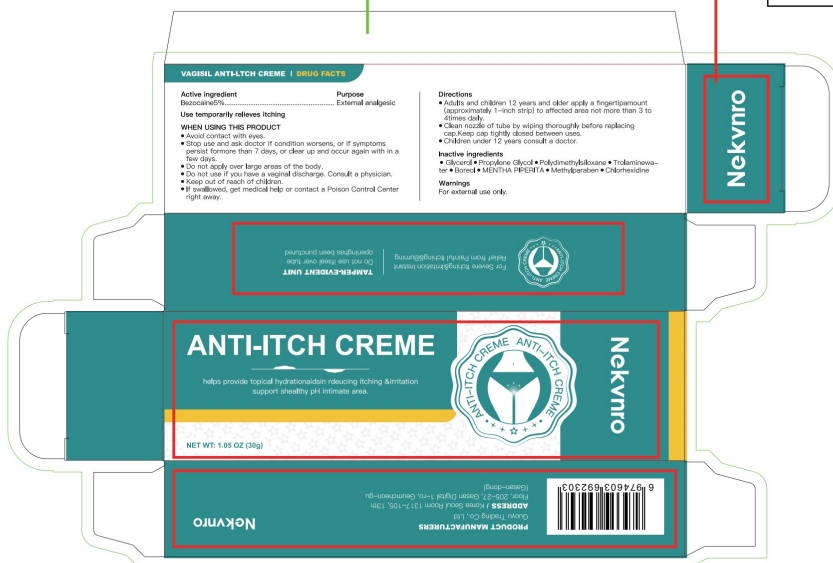 VAGISIL ANTI-LTCH CREME | DRUG FACTS
Active ingredient Purpose
Bezocaine5%............................................................ External analgesic
Use temporarily relieves itching
WHEN USING THIS PRODUCT
• Avoid contact with eyes.
• Stop use and ask doctor if condition worsens, or if symptoms
persist formore than 7 days, or clear up and occur again with in a
few days.
• Do not apply over large areas of the body.
• Do not use if you have a vaginal discharge. Consult a physician.
• Keep out of reach of children.
• If swallowed, get medical help or contact a Poison Control Center
right away.
Directions
• Adults and children 12 years and older apply a fingertipamount
(approximately 1-inch strip) to affected area not more than 3 to
4times daily.
• Clean nozzle of tube by wiping thoroughly before replacing
cap.Keep cap tightly closed between uses.
• Children under 12 years consult a doctor.
Inactive ingredients
• Glycerol • Propylene Glycol • Polydimethylsiloxane • Trolaminewa-
ter • Boreol • MENTHA PIPERITA • Methylparaben • Chlorhexidine
Warnings
For external use only.
Nekvnro
For Severe Itching&Irritation Instant
Relief from Painful Itching&Burning
TAMPER-EVIDENT UNIT
Do not use ifseal over tube
openinghas been punctured
ANTI-ITCH CREME
helps provide topical hydrationaidsin rdeucing itching &irritation
support shealthy pH intimate area.
NET WT: 1.05 OZ (30g)
ANTI-ITCH CREME ANTI-ITCH CREME
Nekvnro
PRODUCT MANUFACTURERS
Guoyu Trading Co., Ltd
ADDRESS / Korea Seoul Room 1317-105, 13th
Floor, 205-27, Gasan Digital 1-ro, Geumcheon-gu
(Gasan-dong)
Nekvnro
6 974603 692303